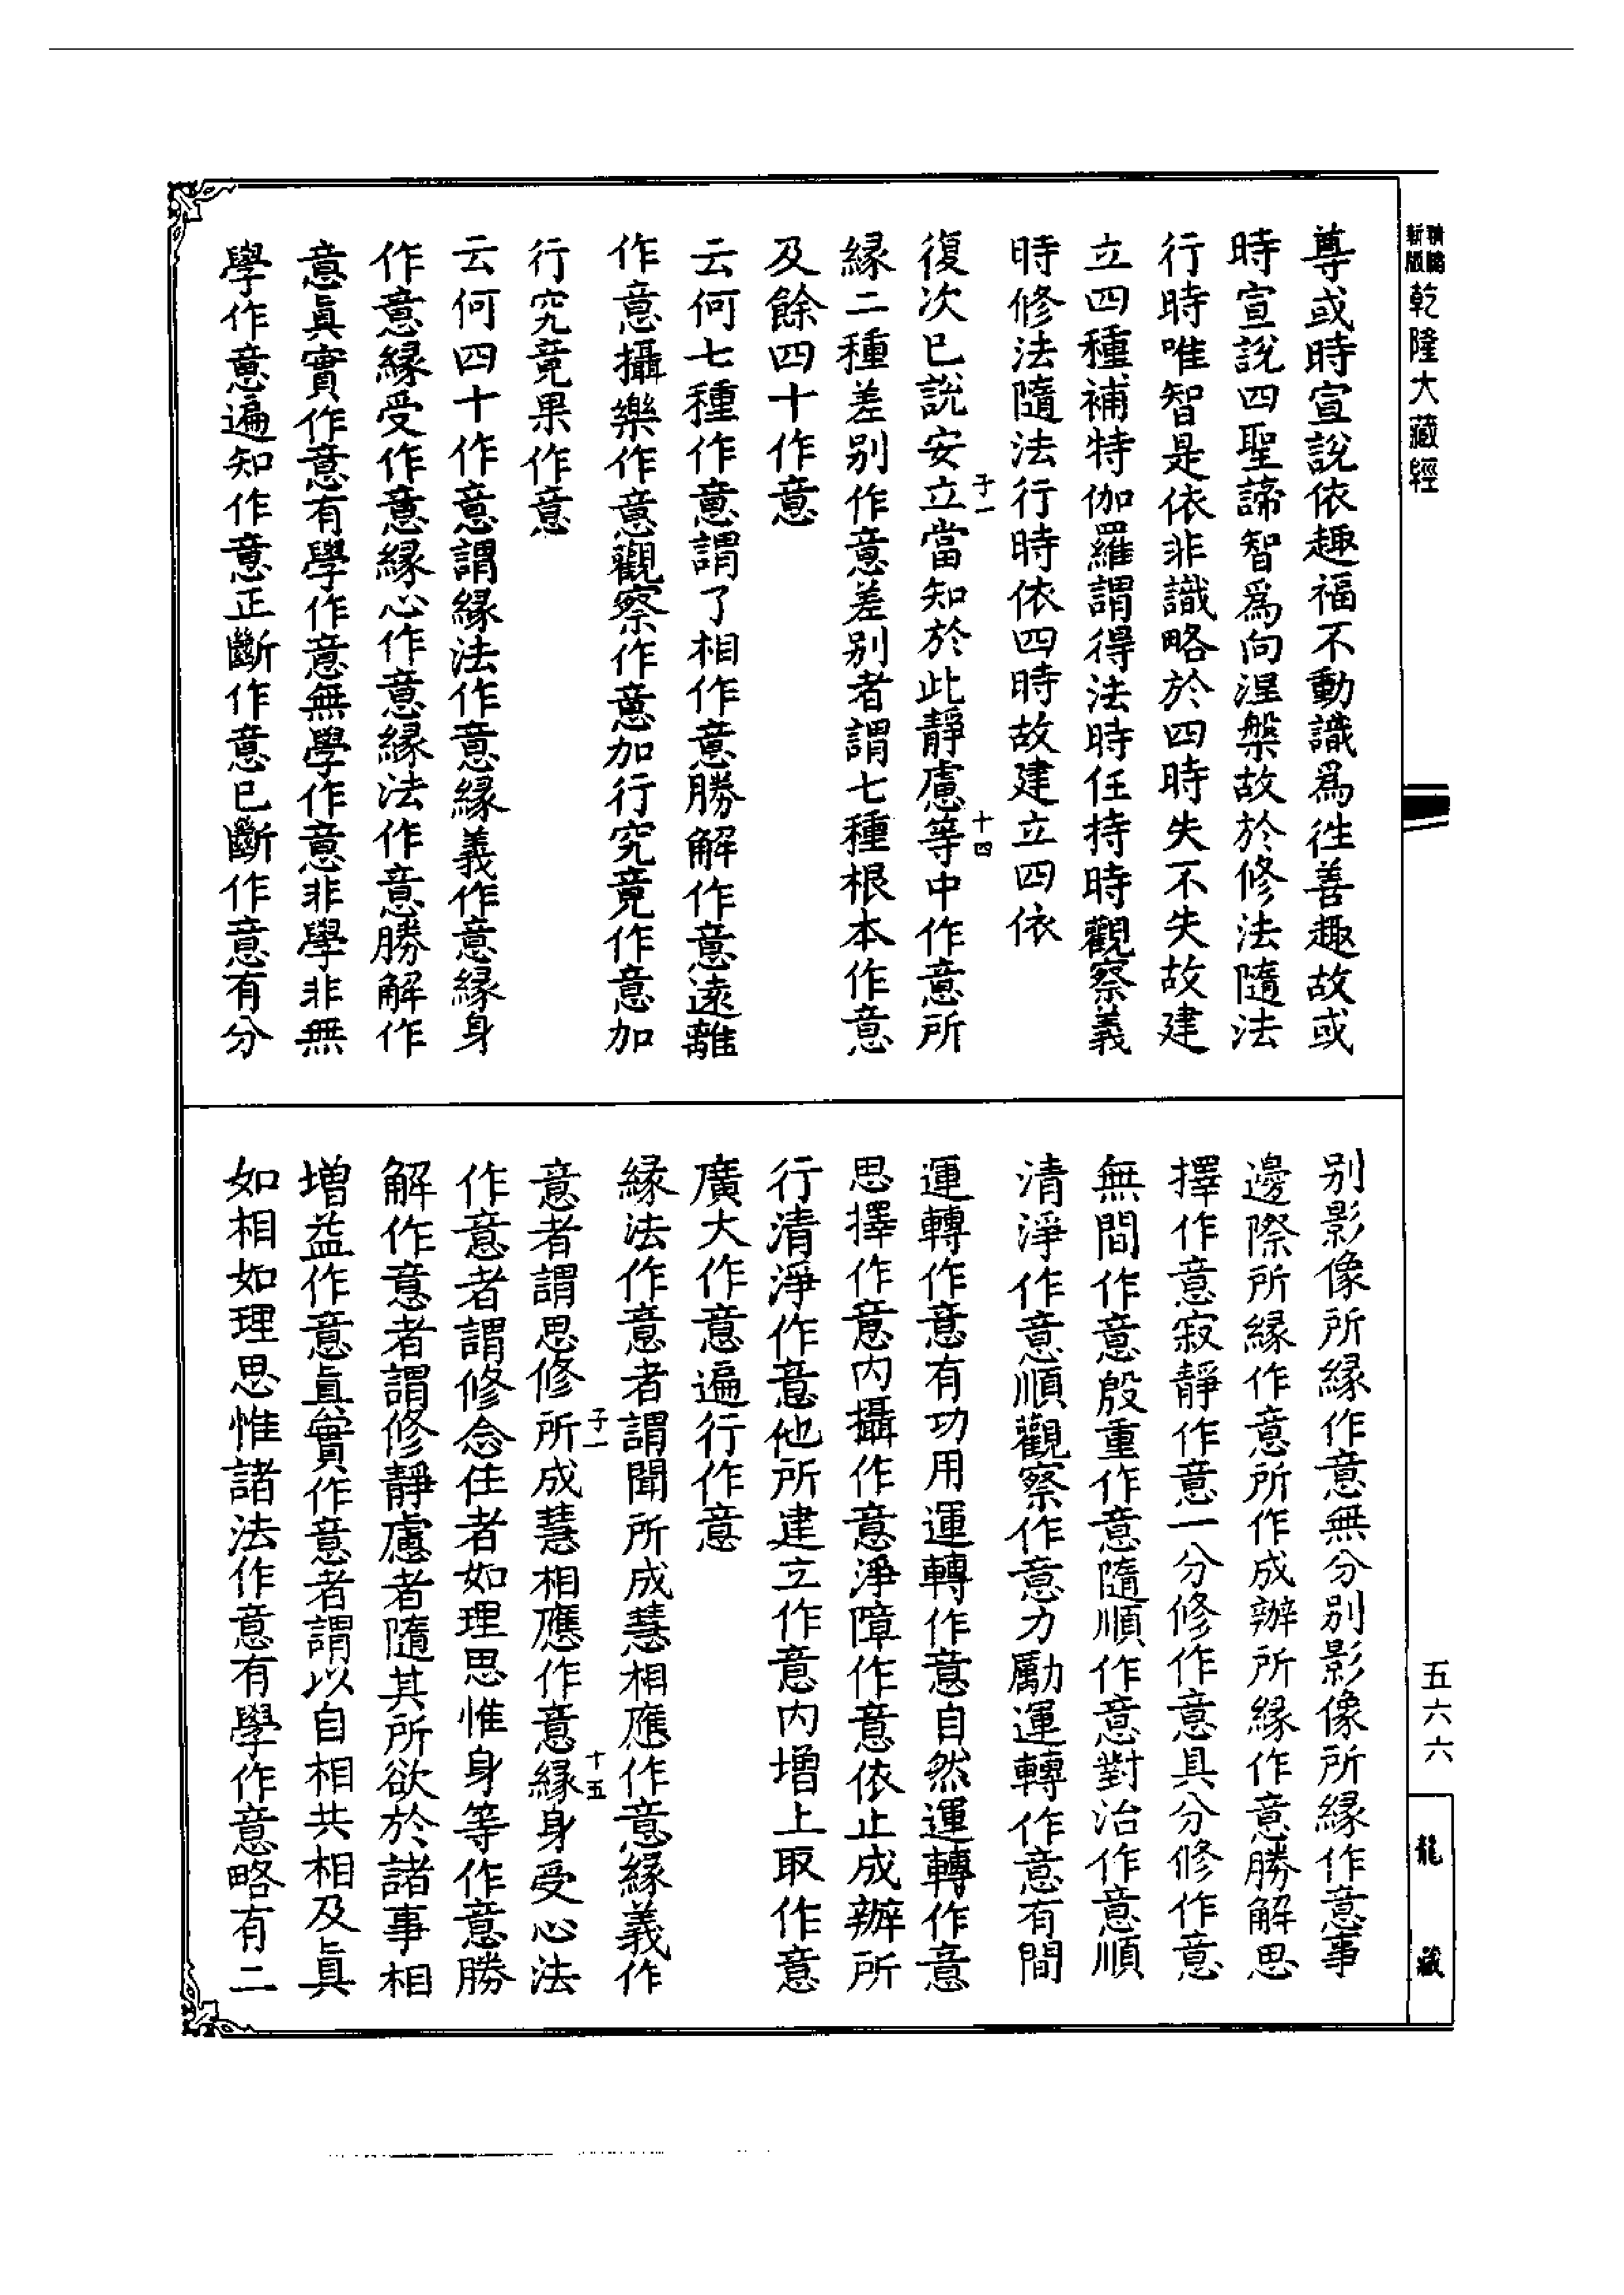 新版
精縮
乾隆大藏經
五六六
龍藏
尊或時宣說依趣福不動識為徃善趣故或
時宣說四聖諦智為向涅槃故於修法隨法
行時唯智是依非識略於四時失不失故建
立四種補特伽羅謂得法時任持時觀察義
時修法隨法行時依四時故建立四依
復次已說安立當知於此靜慮等中作意所
子一
十四
緣二種差別作意差別者謂七種根本作意
及餘四十作意
云何七種作意謂了相作意勝解作意遠離
作意攝樂作意觀察作意加行究竟作意加
行究竟果作意
云何四十作意謂緣法作意緣義作意緣身
作意緣受作意緣心作意緣法作意勝解作
意眞實作意有學作意無學作意非學非無
學作意遍知作意正斷作意已斷作意有分
別影像所緣作意無分別影像所緣作意事
邊際所緣作意所作成辦所緣作意勝解思
擇作意寂靜作意一分修作意具分修作意
無間作意殷重作意隨順作意對治作意順
清淨作意順觀察作意力勵運轉作意有間
運轉作意有功用運轉作意自然運轉作意
思擇作意內攝作意淨障作意依止成辦所
行清淨作意他所建立作意內增上取作意
廣大作意遍行作意
緣法作意者謂聞所成慧相應作意緣義作
意者謂思修所成慧相應作意緣身受心法
子一
十五
作意者謂修念住者如理思惟身等作意勝
解作意者謂修靜慮者隨其所欲於諸事相
增益作意眞實作意者謂以自相共相及眞
如相如理思惟諸法作意有學作意略有二